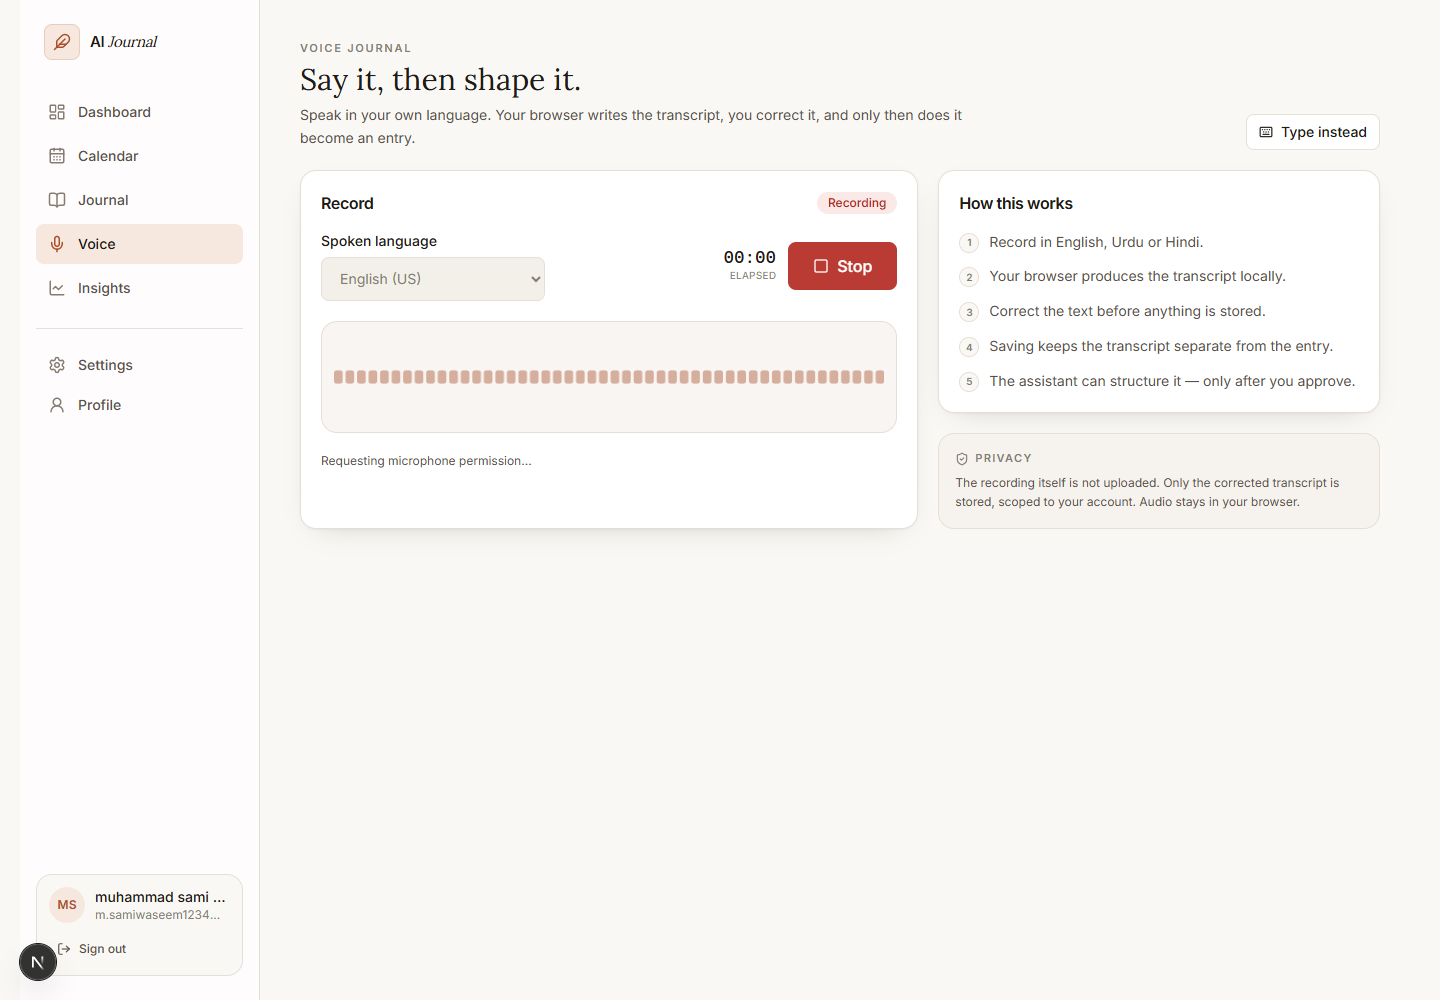 AI Journal
Dashboard
Calendar
Journal
Voice
Insights
Settings
Profile
MS
muhammad sami ...
m.samiwaseem1234...
Sign out
N
VOICE JOURNAL
Say it, then shape it.
Speak in your own language. Your browser writes the transcript, you correct it, and only then does it
become an entry.
Type instead
Record
Recording
Spoken language
English (US)
00:00
ELAPSED
Stop
Requesting microphone permission...
How this works
1 Record in English, Urdu or Hindi.
2 Your browser produces the transcript locally.
3 Correct the text before anything is stored.
4 Saving keeps the transcript separate from the entry.
5 The assistant can structure it — only after you approve.
PRIVACY
The recording itself is not uploaded. Only the corrected transcript is
stored, scoped to your account. Audio stays in your browser.